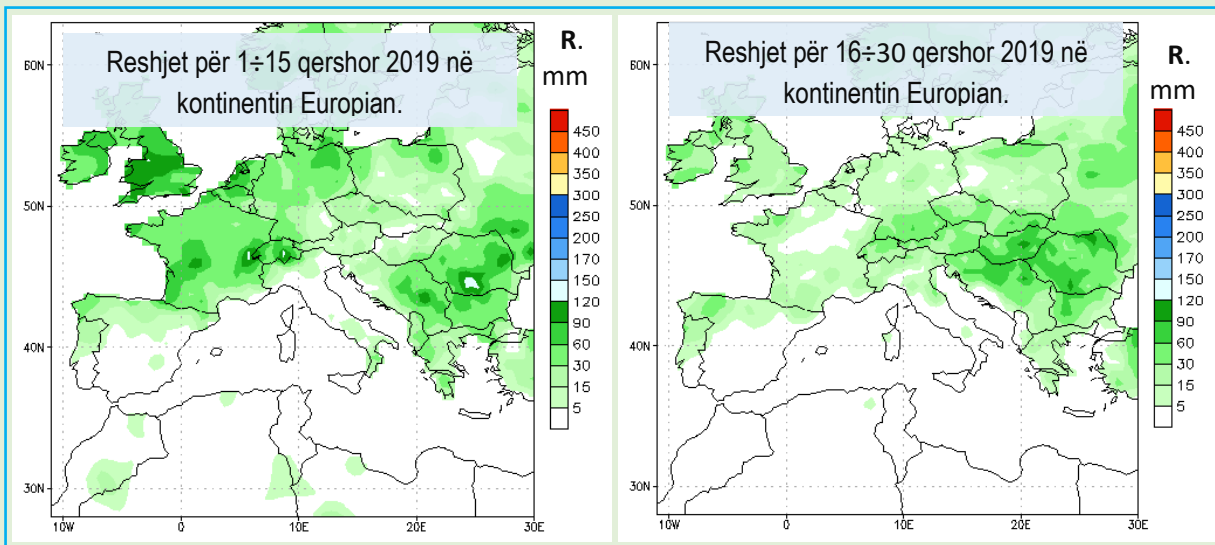 Reshjet për 1÷15 qershor 2019 në
kontinentin Europian.
R.
mm
60N
50N
40N
30N
10W 0 10E 20E 30E
450
400
350
300
250
200
170
150
120
90
60
30
15
5
Reshjet për 16÷30 qershor 2019 në
kontinentin Europian.
R.
mm
60N
50N
40N
30N
10W 0 10E 20E 30E
450
400
350
300
250
200
170
150
120
90
60
30
15
5